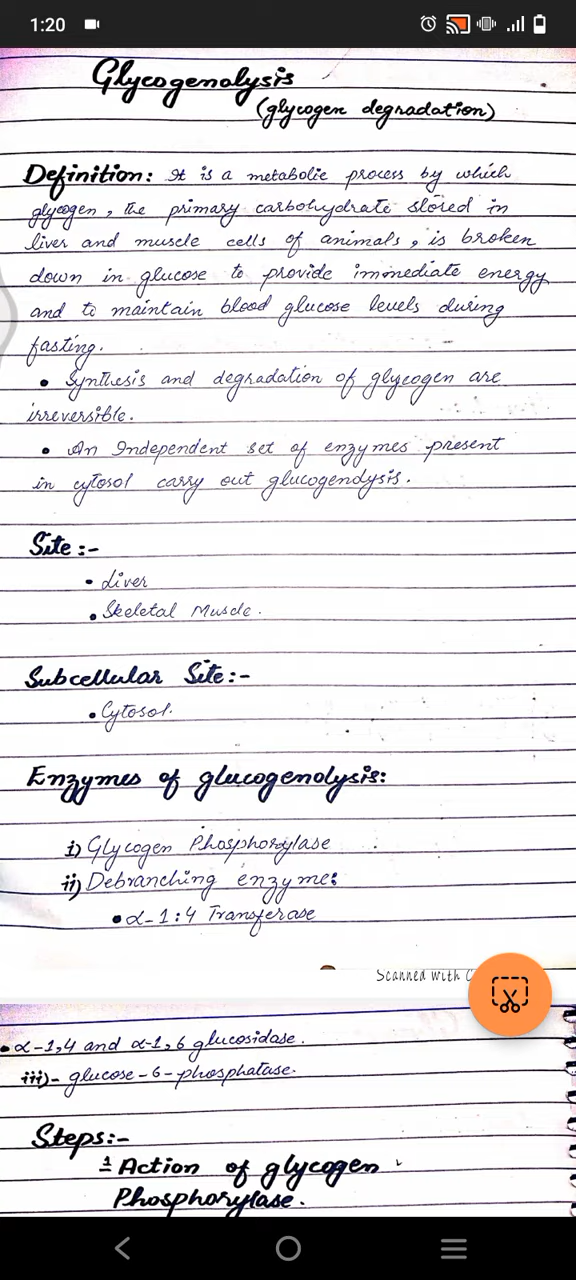 1:20
Glycogenolysis
(glycogen degradation)
Definition: It is a metabolic process by which
glycogen, the primary carbohydrate stored in
liver and muscle cells of animals, is broken
down in glucose to provide immediate energy
and to maintain blood glucose levels during
fasting.
• Synthesis and degradation of glycogen are
irreversible.
• An Independent set of enzymes present
in cytosol carry out glucogenolysis.
Site :-
• Liver
• Skeletal Muscle.
Subcellular Site:-
• Cytosol.
Enzymes of glucogenolysis:
i) Glycogen Phosphorylase
ii) Debranching enzyme:
• α-1:4 Transferase
Scanned with C
• α-1,4 and α-1,6 glucosidase.
iii)- glucose-6-phosphatase.
Steps:-
1 Action of glycogen
Phosphorylase.